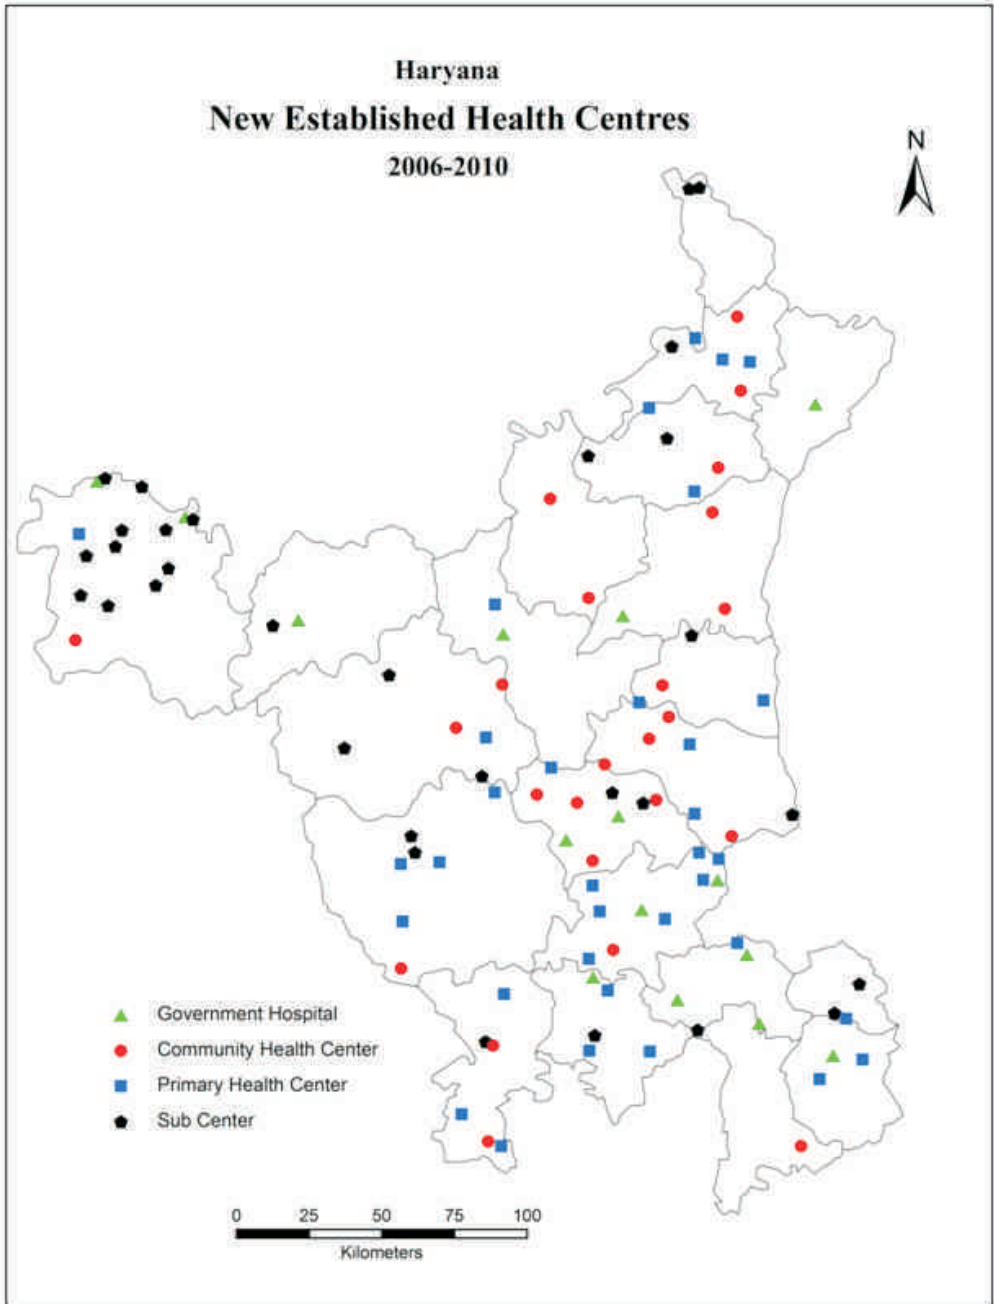 Haryana
New Established Health Centres
2006-2010
N
Government Hospital
Community Health Center
Primary Health Center
Sub Center
0 25 50 75 100
Kilometers